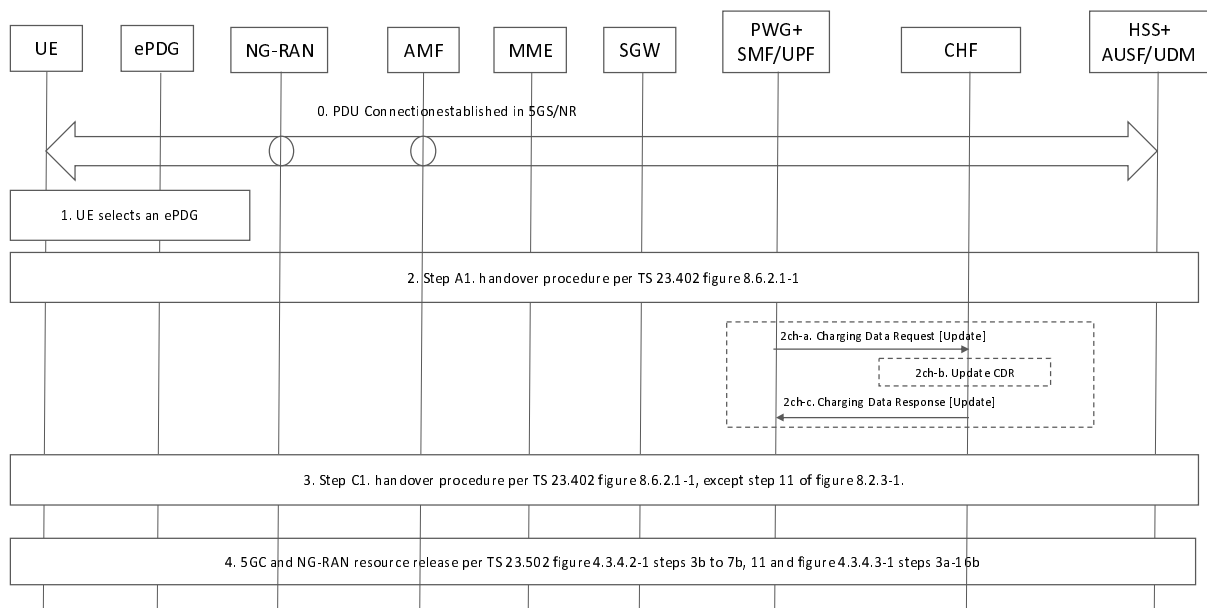 UE
ePDG
NG-RAN
AMF
MME
SGW
PWG+
SMF/UPF
CHF
HSS+
AUSF/UDM
0. PDU Connectionestablished in 5GS/NR
1. UE selects an ePDG
2. Step A1. handover procedure per TS 23.402 figure 8.6.2.1-1
2ch-a. Charging Data Request [Update]
2ch-b. Update CDR
2ch-c. Charging Data Response [Update]
3. Step C1. handover procedure per TS 23.402 figure 8.6.2.1-1, except step 11 of figure 8.2.3-1.
4. 5GC and NG-RAN resource release per TS 23.502 figure 4.3.4.2-1 steps 3b to 7b, 11 and figure 4.3.4.3-1 steps 3a-16b